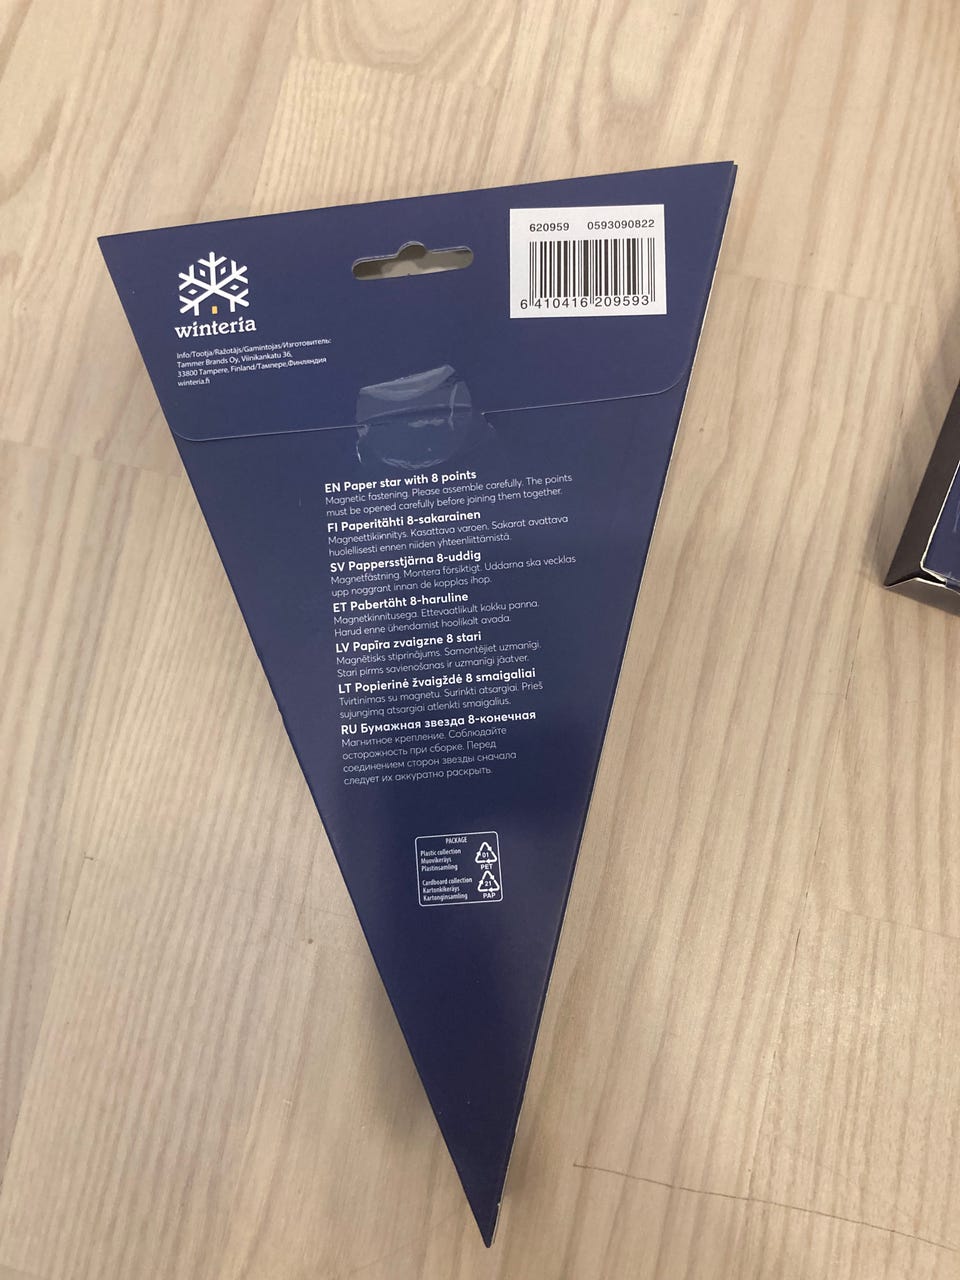 620959 0593090822
6 410416 209593
winteria
Info/Tootja/Ražotājs/Gamintojas/Изготовитель:
Tammer Brands Oy, Viinikankatu 36,
33800 Tampere, Finland/Тампере,Финляндия
winteria.fi
EN Paper star with 8 points
Magnetic fastening. Please assemble carefully. The points
must be opened carefully before joining them together.
FI Paperitähti 8-sakarainen
Magneettikiinnitys. Kasattava varoen. Sakarat avattava
huolellisesti ennen niiden yhteenliittämistä.
SV Pappersstjärna 8-uddig
Magnetfästning. Montera försiktigt. Uddarna ska vecklas
upp noggrant innan de kopplas ihop.
ET Pabertäht 8-haruline
Magnetkinnitusega. Ettevaatlikult kokku panna.
Harud enne ühendamist hoolikalt avada.
LV Papīra zvaigzne 8 stari
Magnētisks stiprinājums. Samontējiet uzmanīgi.
Stari pirms savienošanas ir uzmanīgi jāatver.
LT Popierinė žvaigždė 8 smaigaliai
Tvirtinimas su magnetu. Surinkti atsargiai. Prieš
sujungimą atsargiai atlenkti smaigalius.
RU Бумажная звезда 8-конечная
Магнитное крепление. Соблюдайте
осторожность при сборке. Перед
соединением сторон звезды сначала
следует их аккуратно раскрыть.
PACKAGE
Plastic collection
Muovikeräys
Plastinsamling
01
PET
Cardboard collection
Kartonkikeräys
Kartonginsamling
21
PAP